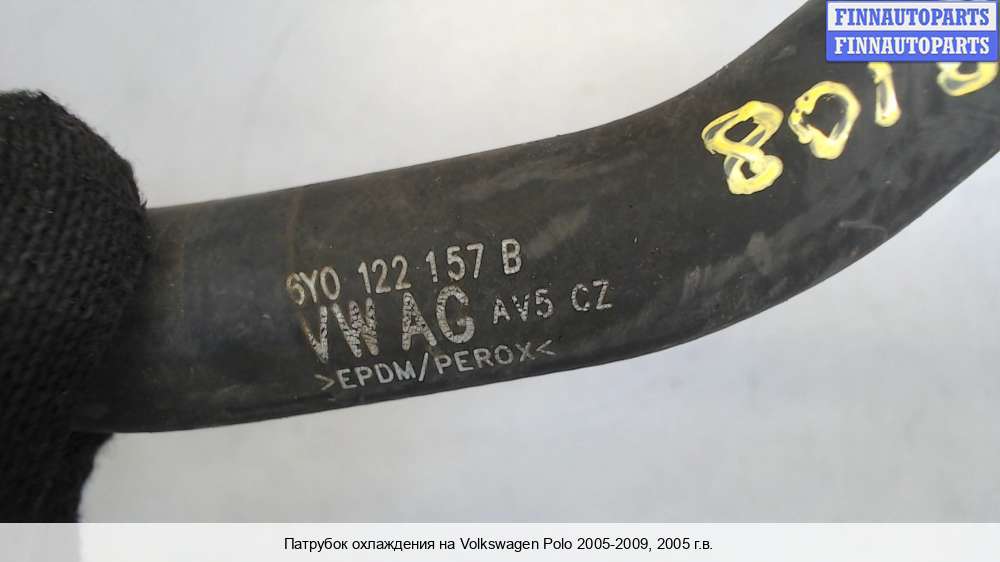 FINNAUTOPARTS
FINNAUTOPARTS
8018
6Y0 122 157 B
VW AG AV5 CZ
>EPDM/PEROX<
Патрубок охлаждения на Volkswagen Polo 2005-2009, 2005 г.в.